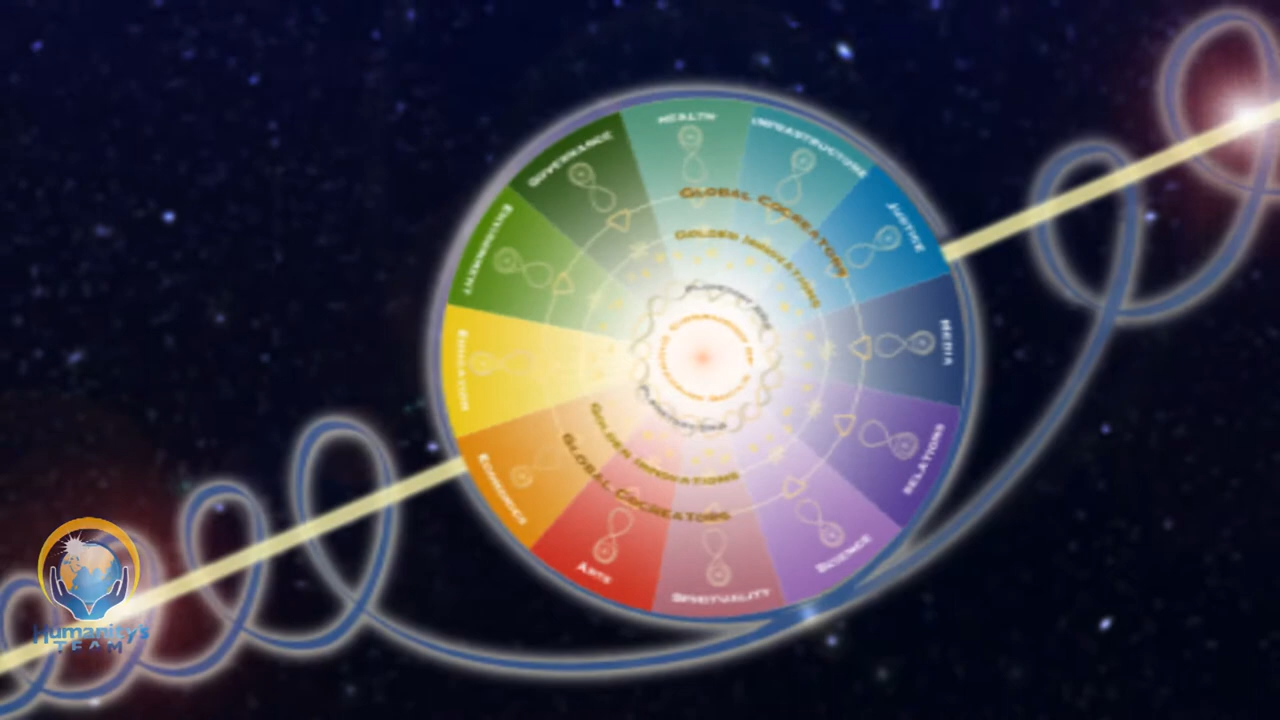 HEALTH
INFRASTRUCTURE
JUSTICE
MEDIA
RELATIONS
SCIENCE
SPIRITUALITY
ARTS
ECONOMICS
EDUCATION
ENVIRONMENT
GOVERNANCE
GLOBAL COCREATORS
GOLDEN INNOVATIONS
GOLDEN INNOVATIONS
GLOBAL COCREATORS
Humanity's
TEAM